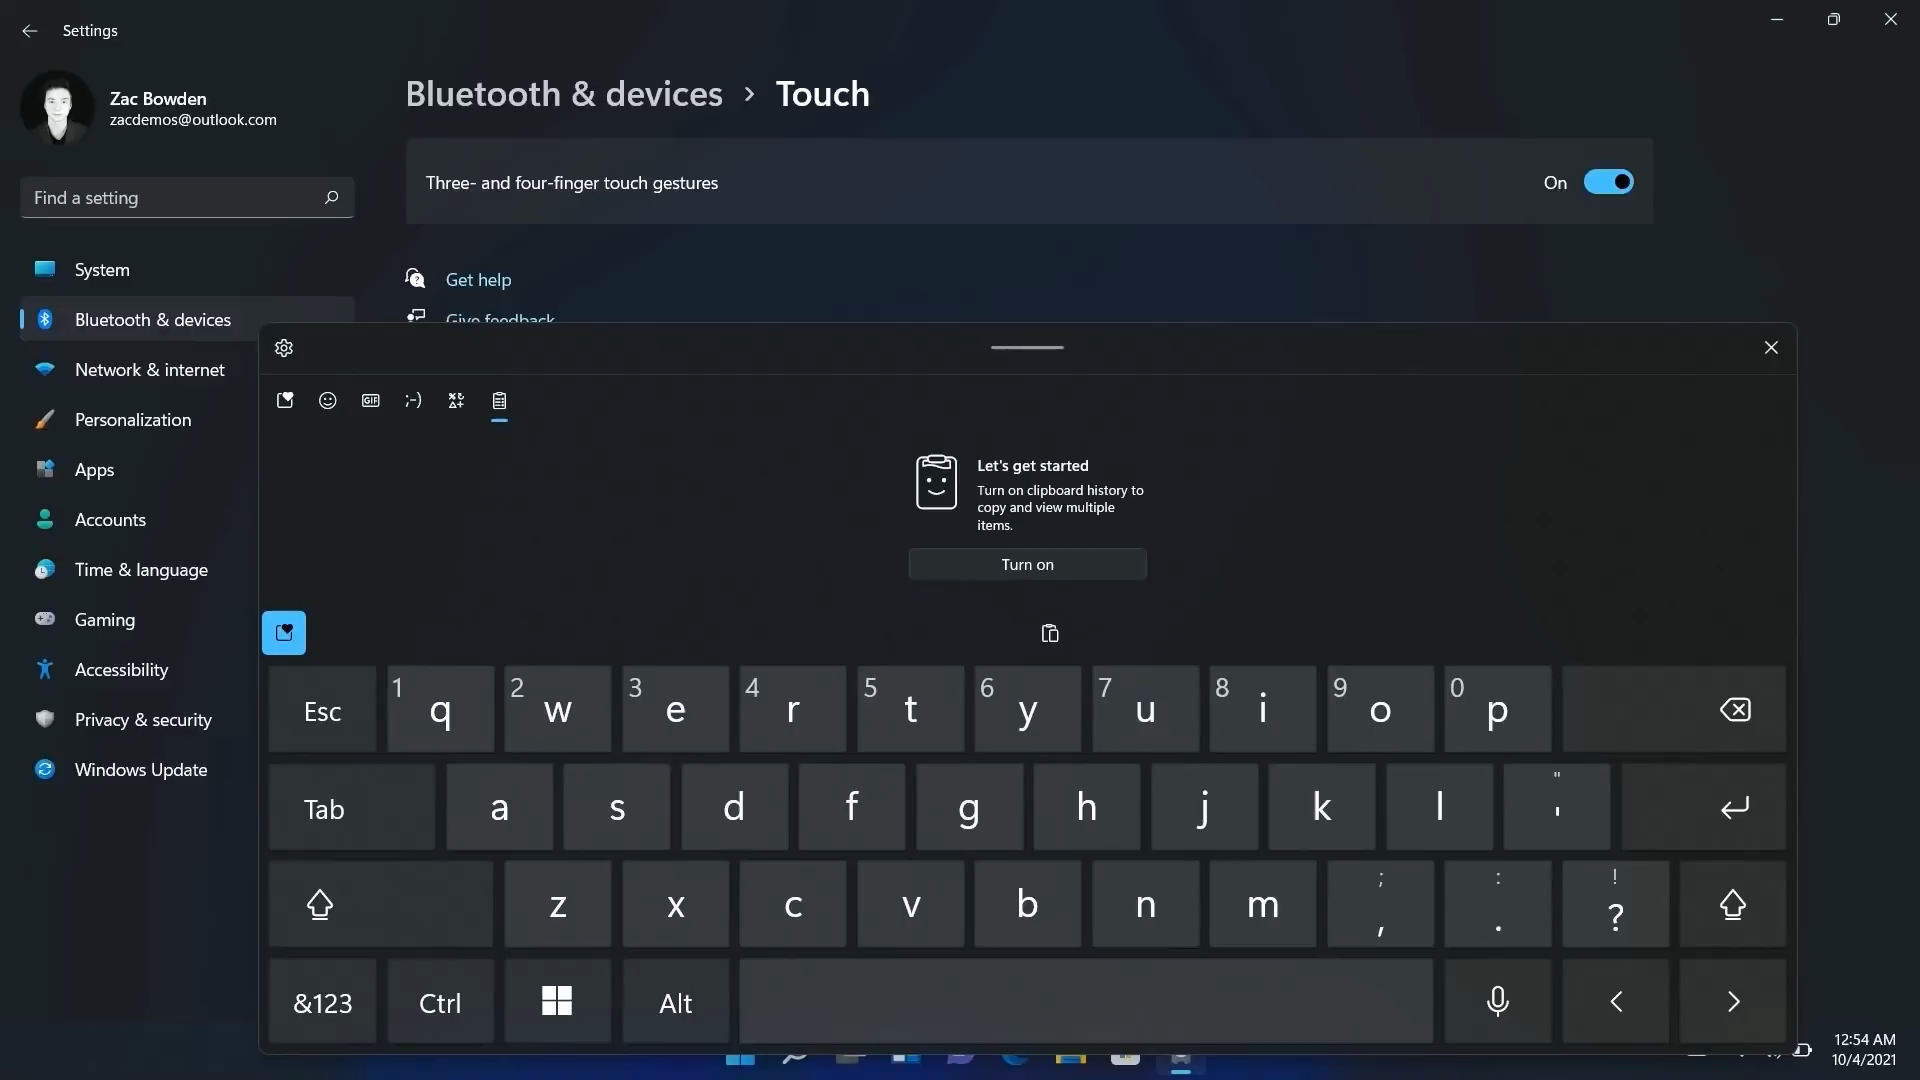 Settings
Zac Bowden
zacdemos@outlook.com
Find a setting
System
Bluetooth & devices
Network & internet
Personalization
Apps
Accounts
Time & language
Gaming
Accessibility
Privacy & security
Windows Update
Bluetooth & devices > Touch
Three- and four-finger touch gestures
On
Get help
Give feedback
GIF
;-)
Let's get started
Turn on clipboard history to
copy and view multiple
items.
Turn on
Esc 1 q 2 w 3 e 4 r 5 t 6 y 7 u 8 i 9 o 0 p
Tab a s d f g h j k l " '
z x c v b n m ; , : . ! ?
&123 Ctrl Alt < >
12:54 AM
10/4/2021